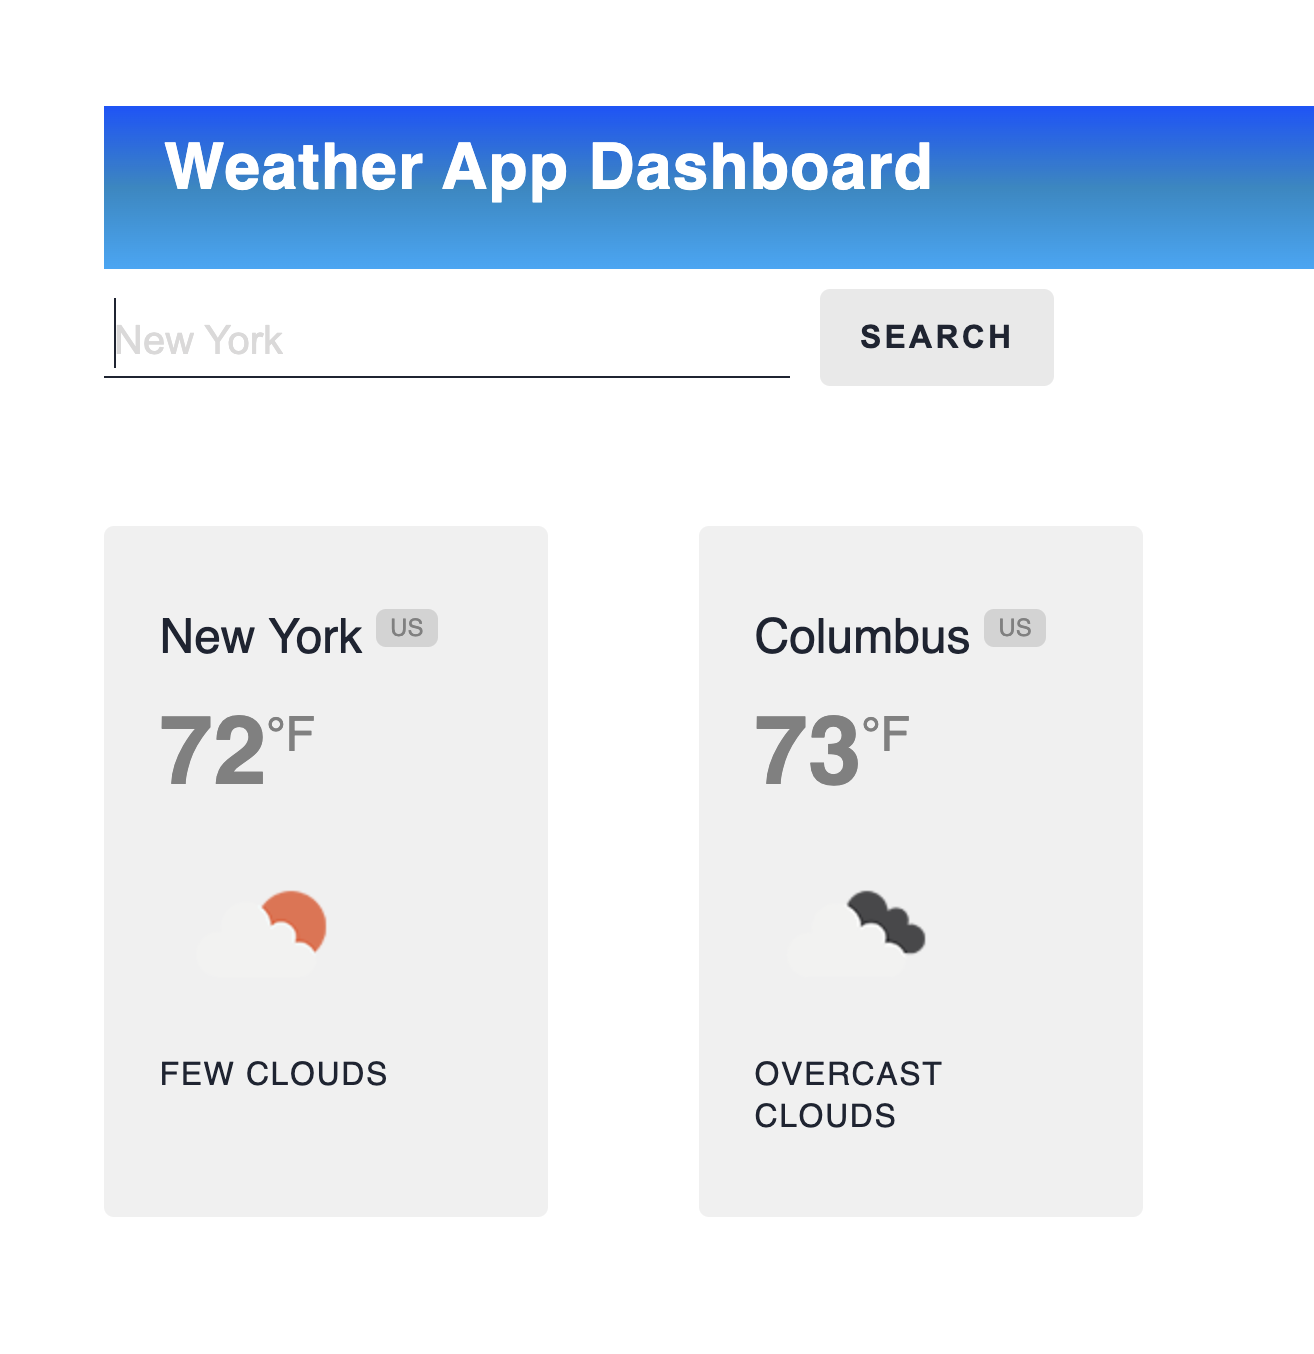 Weather App Dashboard
New York
SEARCH
New York US
72°F
FEW CLOUDS
Columbus US
73°F
OVERCAST
CLOUDS